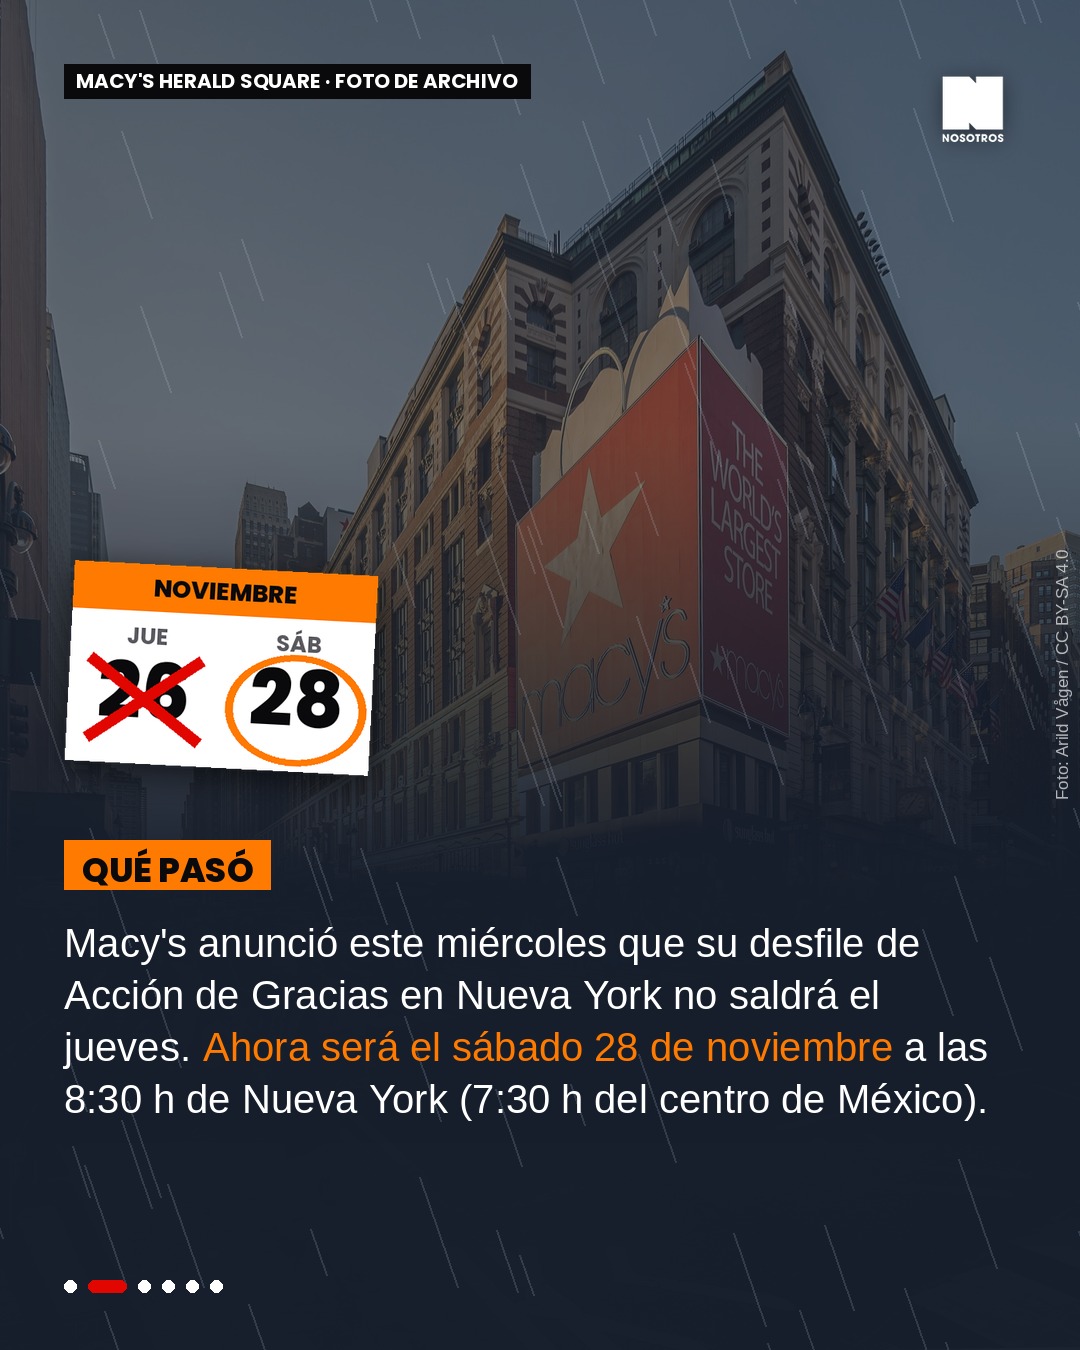 MACY'S HERALD SQUARE · FOTO DE ARCHIVO
NOSOTROS
THE
WORLD'S
LARGEST
STORE
macy's
macy's
NOVIEMBRE
JUE
SÁB
26
28
Foto: Arild Vågen / CC BY-SA 4.0
QUÉ PASÓ
Macy's anunció este miércoles que su desfile de
Acción de Gracias en Nueva York no saldrá el
jueves. Ahora será el sábado 28 de noviembre a las
8:30 h de Nueva York (7:30 h del centro de México).